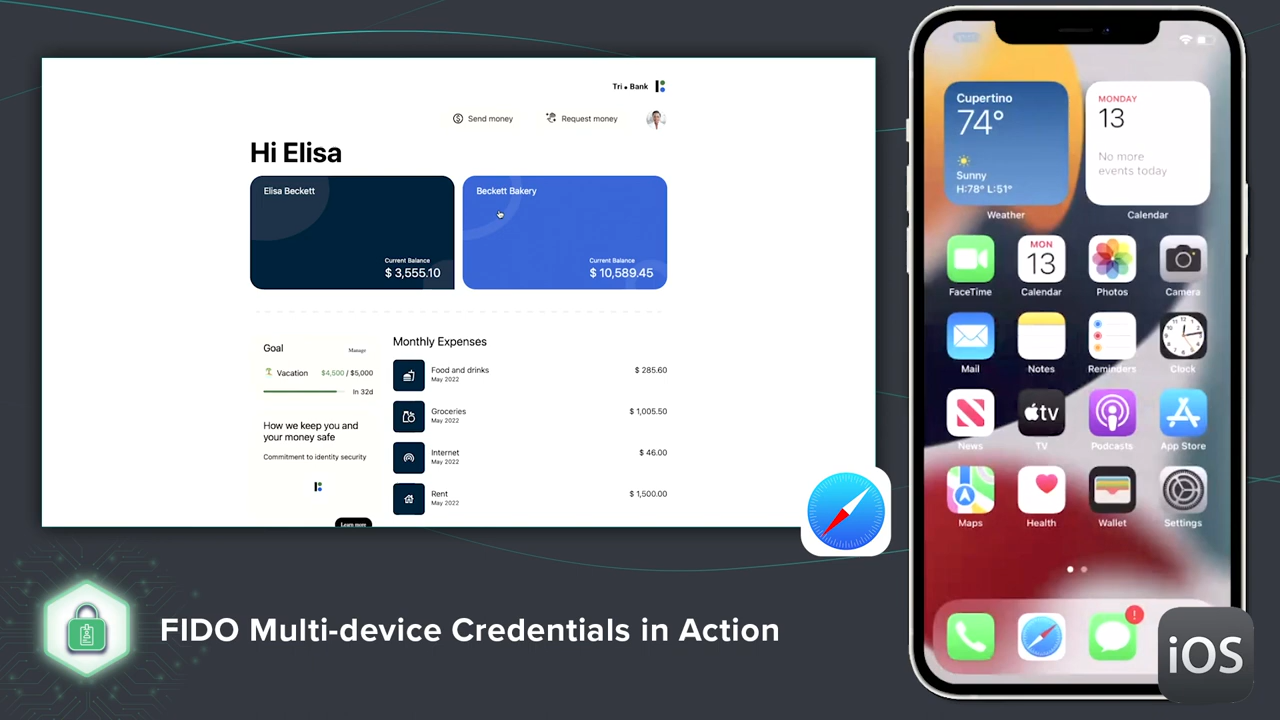 Tri • Bank
Send money
Request money
Hi Elisa
Elisa Beckett
Current Balance
$ 3,555.10
Beckett Bakery
Current Balance
$ 10,589.45
Goal
Manage
Vacation
$4,500 / $5,000
In 32d
How we keep you and
your money safe
Commitment to identity security
Learn more
Monthly Expenses
Food and drinks
May 2022
$ 285.60
Groceries
May 2022
$ 1,005.50
Internet
May 2022
$ 46.00
Rent
May 2022
$ 1,500.00
FIDO Multi-device Credentials in Action
Cupertino
74°
Sunny
H:78° L:51°
Weather
MONDAY
13
No more
events today
Calendar
FaceTime
MON
13
Calendar
Photos
Camera
Mail
Notes
Reminders
Clock
News
tv
TV
Podcasts
App Store
Maps
Health
Wallet
Settings
!
iOS